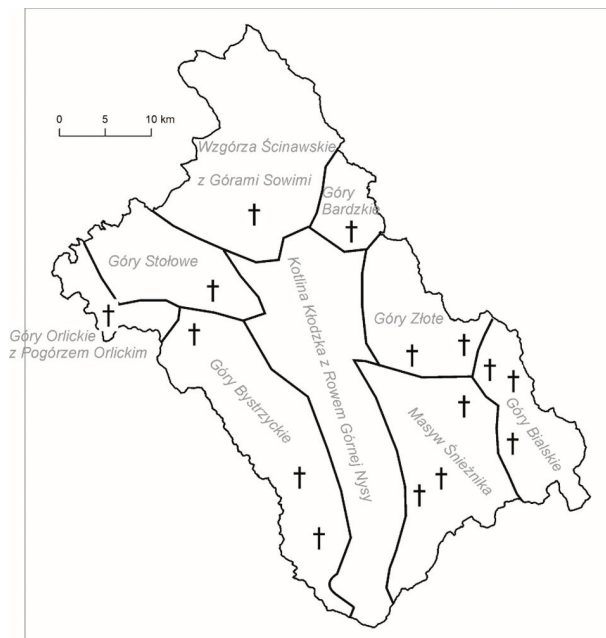 0 5 10 km
Wzgórza Ścinawskie
z Górami Sowimi
Góry
Bardzkie
Góry Stołowe
Kotlina Kłodzka z Rowem Górnej Nysy
Góry Złote
Góry Orlickie
z Pogórzem Orlickim
Góry Bystrzyckie
Masyw Śnieżnika
Góry Bialskie